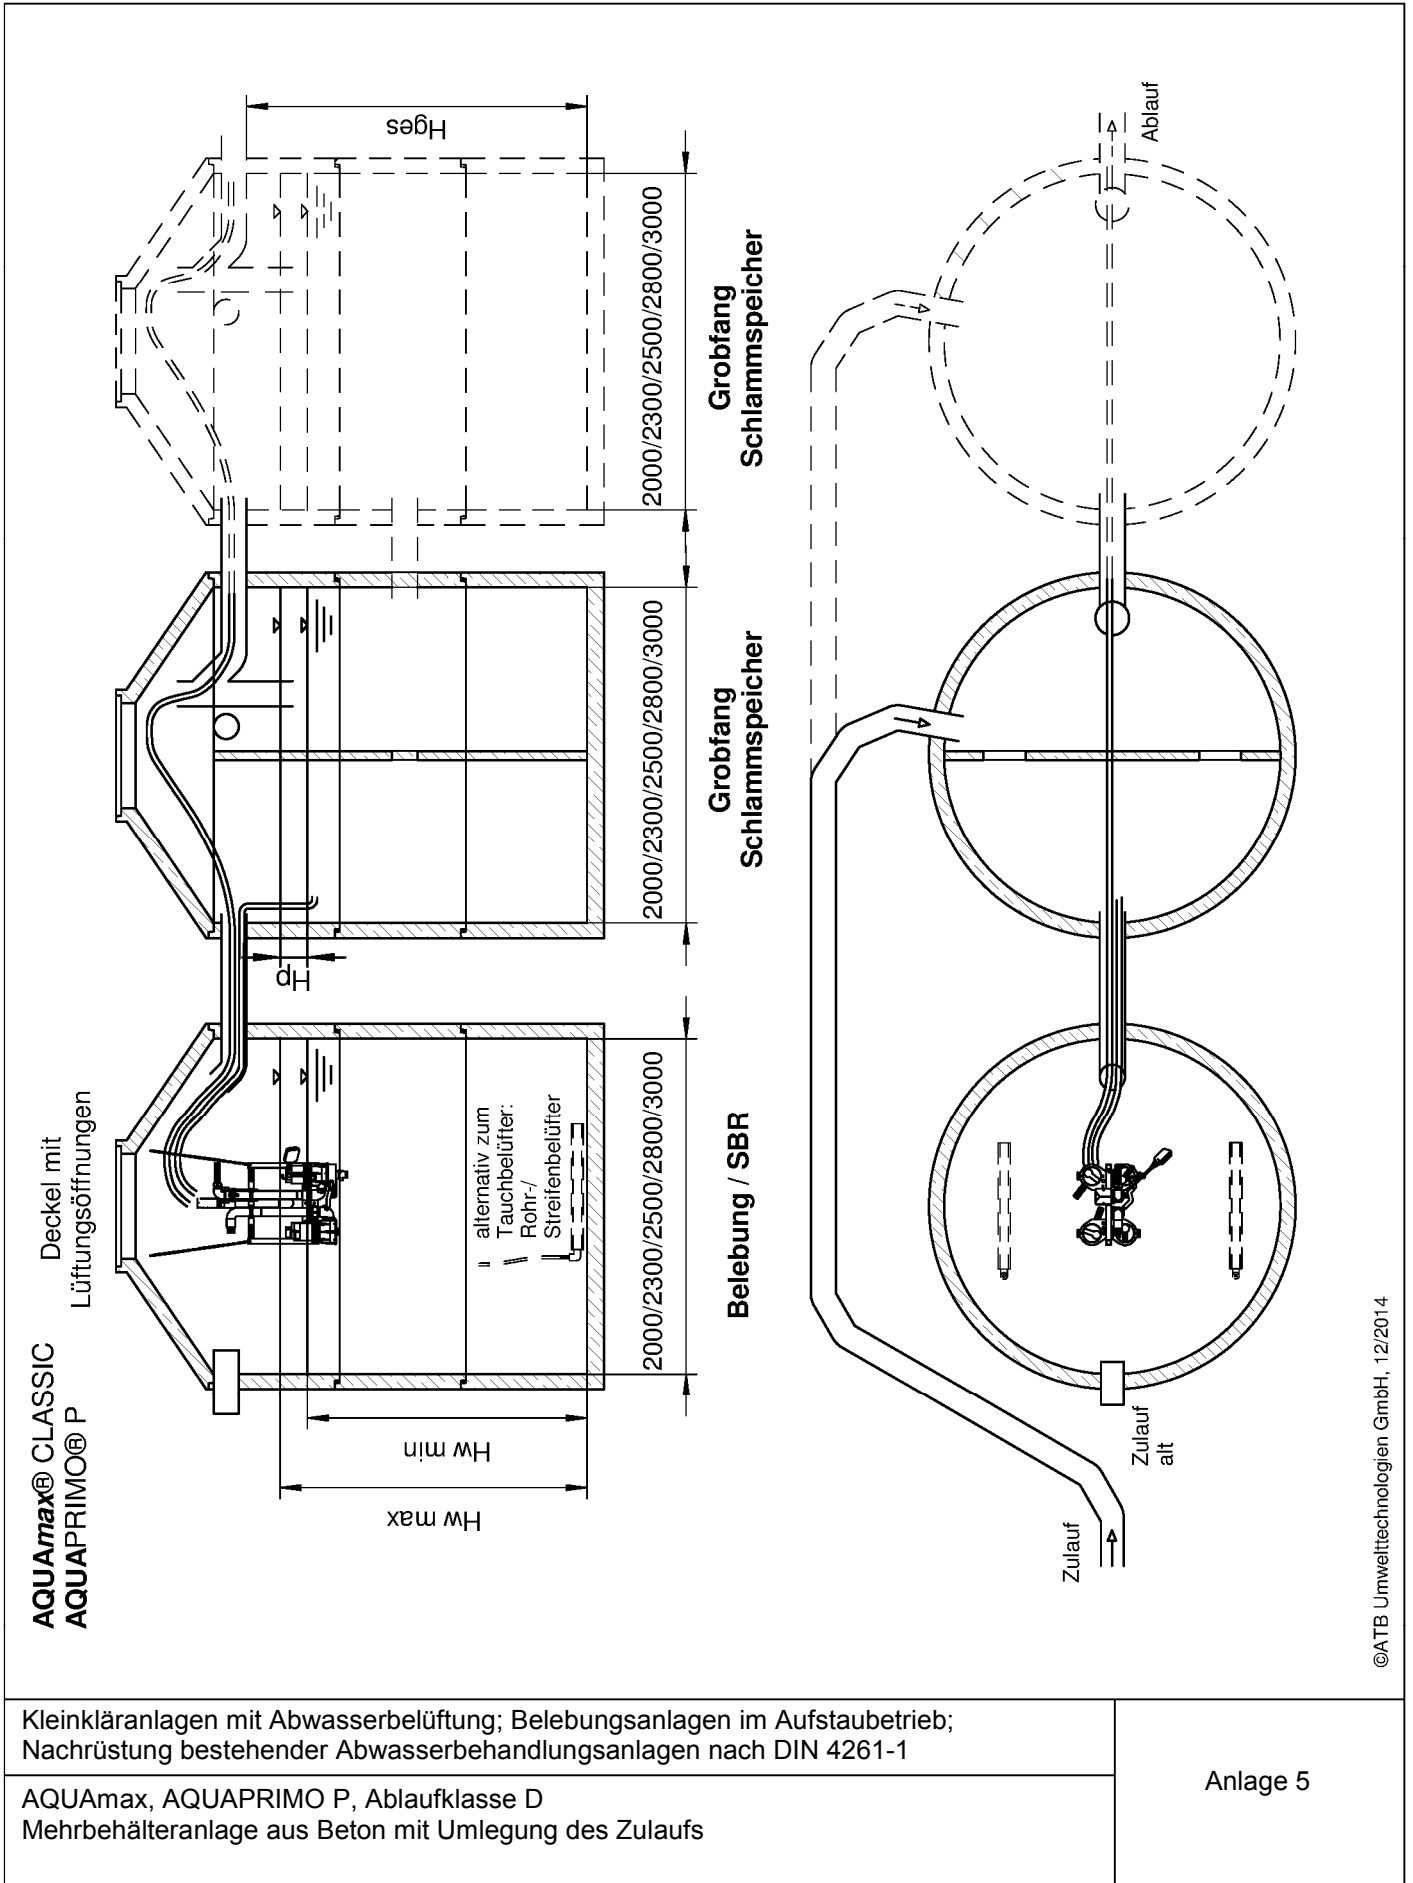 AQUAmax® CLASSIC
AQUAPRIMO® P
Deckel mit
Lüftungsöffnungen
Hw max
Hw min
Hp
Hges
alternativ zum
Tauchbelüfter:
Rohr-/
Streifenbelüfter
2000/2300/2500/2800/3000
2000/2300/2500/2800/3000
2000/2300/2500/2800/3000
Belebung / SBR
Grobfang
Schlammspeicher
Grobfang
Schlammspeicher
Zulauf
Zulauf
alt
Ablauf
©ATB Umwelttechnologien GmbH, 12/2014
Kleinkläranlagen mit Abwasserbelüftung; Belebungsanlagen im Aufstaubetrieb;
Nachrüstung bestehender Abwasserbehandlungsanlagen nach DIN 4261-1
AQUAmax, AQUAPRIMO P, Ablaufklasse D
Mehrbehälteranlage aus Beton mit Umlegung des Zulaufs
Anlage 5